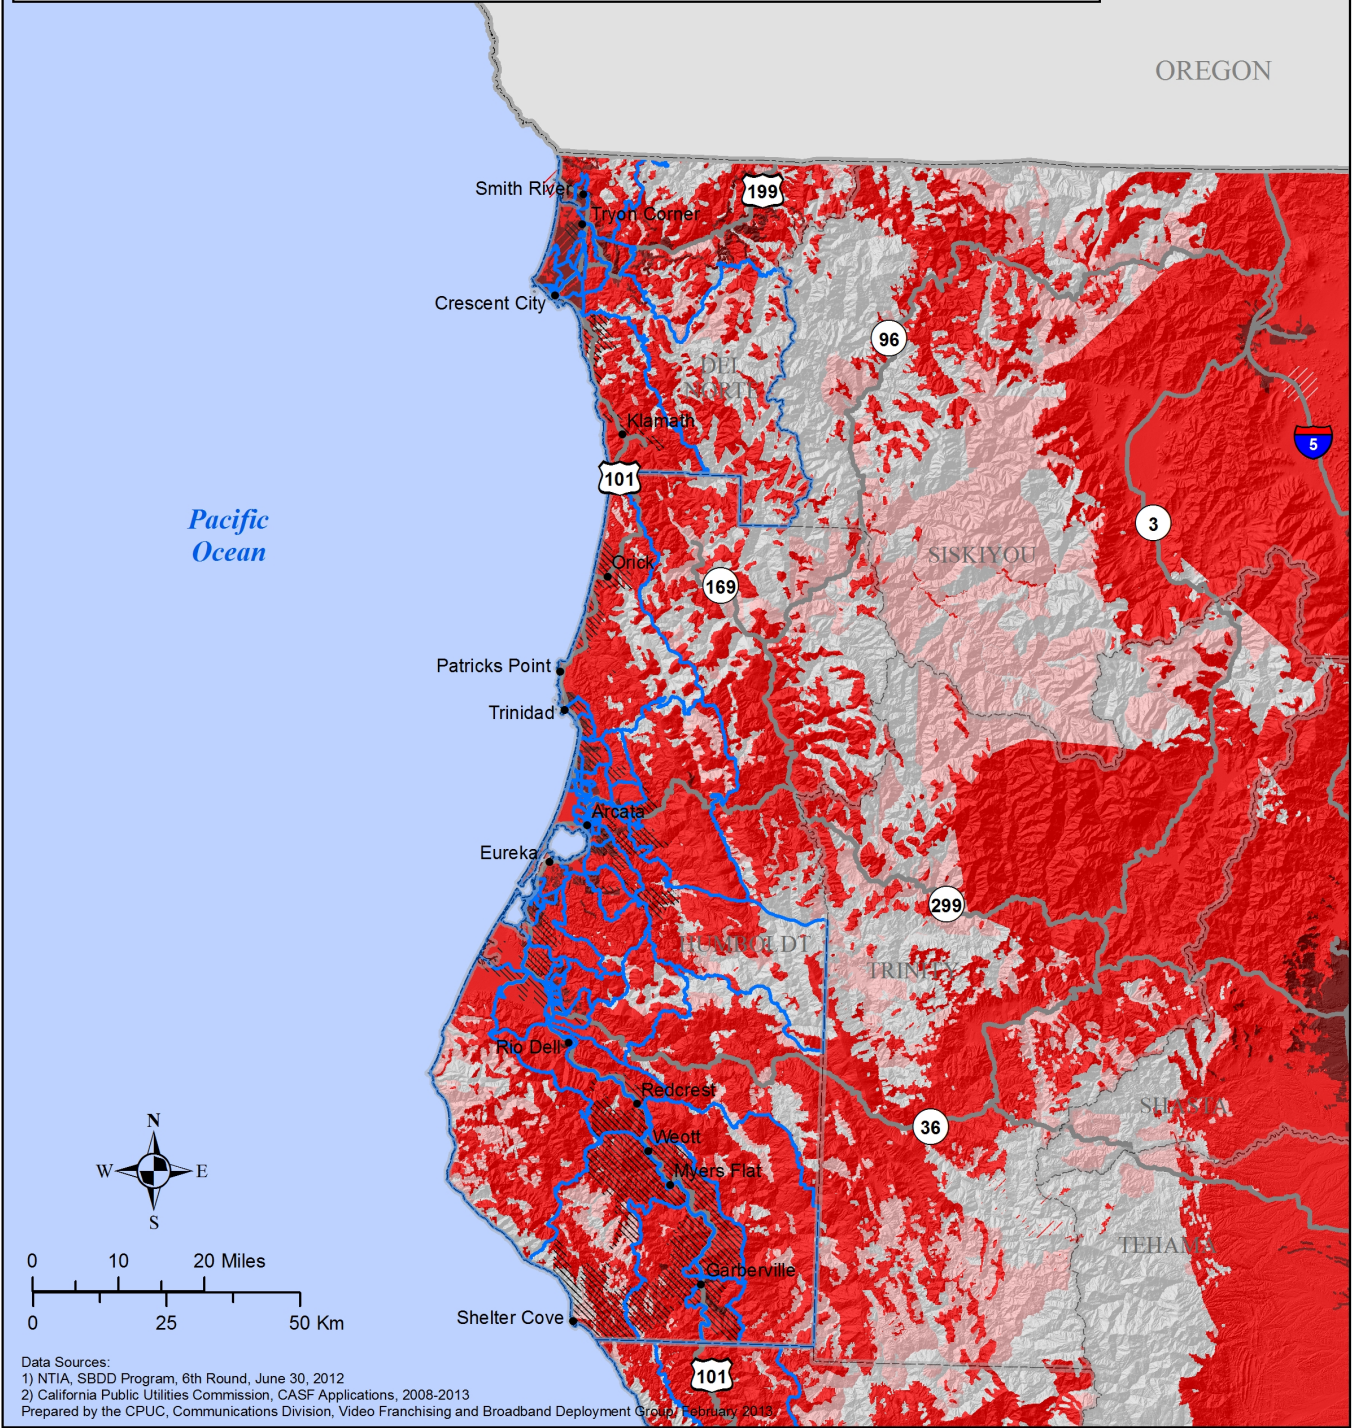 OREGON
199
Smith River
Tryon Corner
Crescent City
96
DEL
NORTE
Klamath
5
101
Pacific
Ocean
3
SISKIYOU
Orick
169
Patricks Point
Trinidad
Arcata
Eureka
299
HUMBOLDT
TRINITY
Rio Dell
Redcrest
SHASTA
36
N
W E
S
Weott
Myers Flat
TEHAMA
0 10 20 Miles
Garberville
0 25 50 Km
Shelter Cove
101
Data Sources:
1) NTIA, SBDD Program, 6th Round, June 30, 2012
2) California Public Utilities Commission, CASF Applications, 2008-2013
Prepared by the CPUC, Communications Division, Video Franchising and Broadband Deployment Group, February 2013